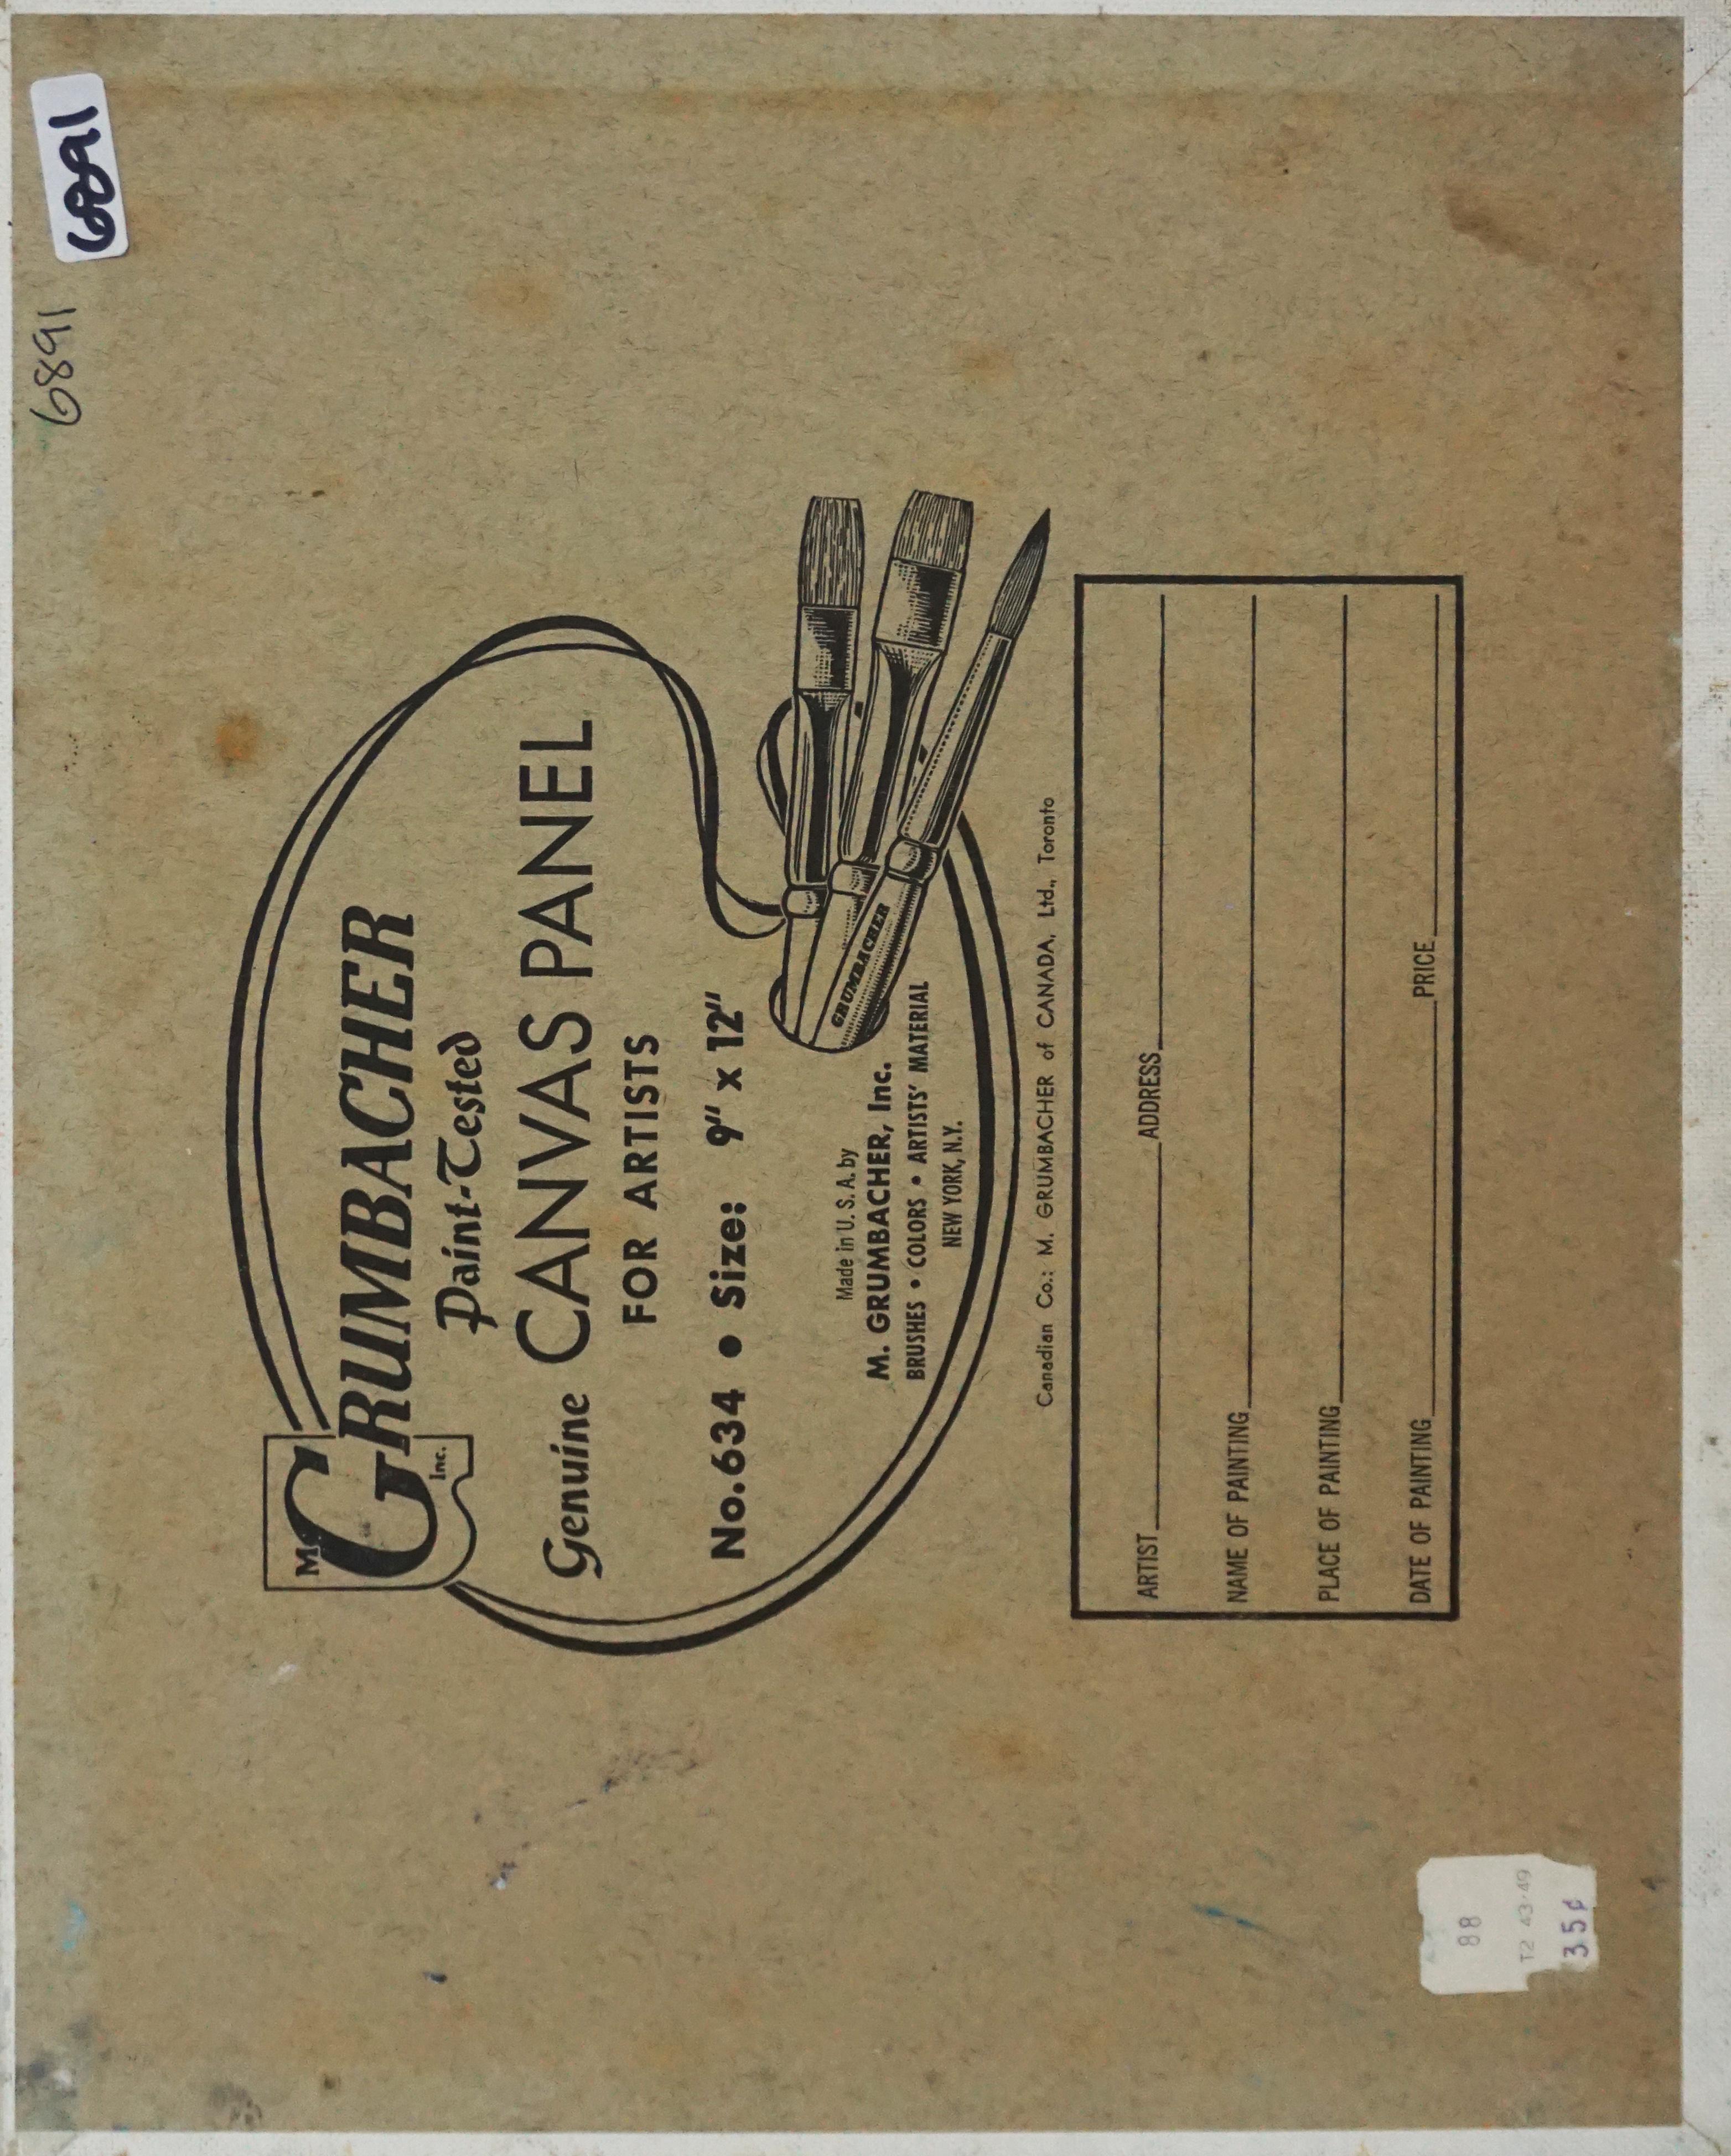 6891
6891
M.
GRUMBACHER
Inc.
Paint-Tested
Genuine CANVAS PANEL
FOR ARTISTS
No.634 • Size: 9" x 12"
GRUMBACHER
Made in U. S. A. by
M. GRUMBACHER, Inc.
BRUSHES • COLORS • ARTISTS' MATERIAL
NEW YORK, N.Y.
Canadian Co.: M. GRUMBACHER of CANADA, Ltd., Toronto
ARTIST ADDRESS
NAME OF PAINTING
PLACE OF PAINTING
DATE OF PAINTING PRICE
88
T2 43·49
35¢